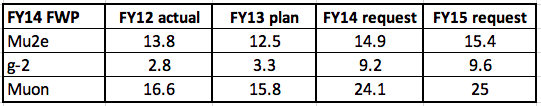 FY14 FWP FY12 actual FY13 plan FY14 request FY15 request
Mu2e 13.8 12.5 14.9 15.4
g-2 2.8 3.3 9.2 9.6
Muon 16.6 15.8 24.1 25